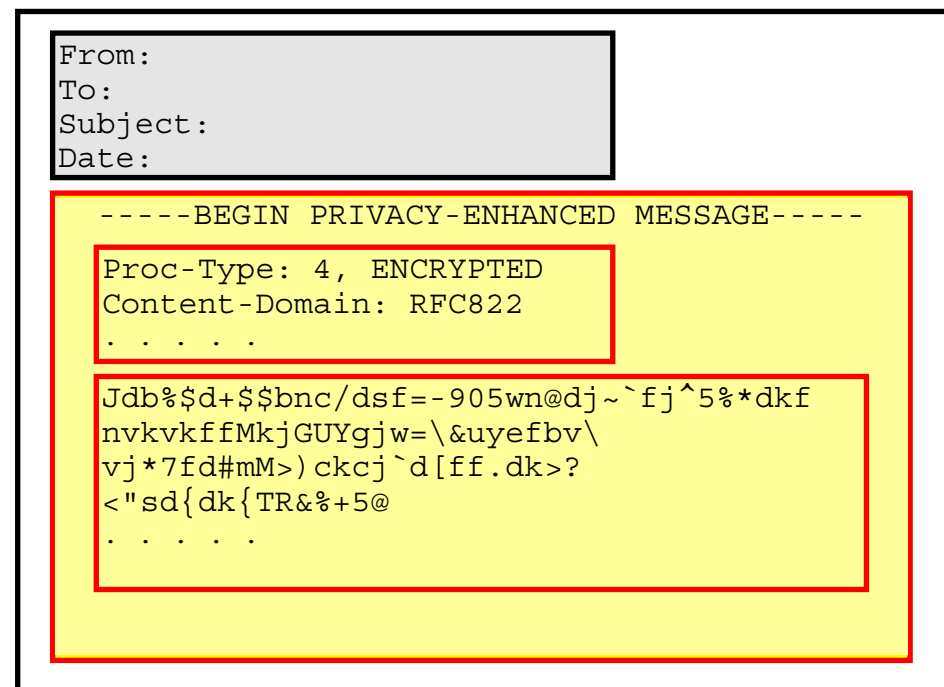 From:
To:
Subject:
Date:
-----BEGIN PRIVACY-ENHANCED MESSAGE-----
Proc-Type: 4, ENCRYPTED
Content-Domain: RFC822
. . . . .
Jdb%$d+$$bnc/dsf=-905wn@dj~`fj^5%*dkf
nvkvkffMkjGUYgjw=\&uyefbv\
vj*7fd#mM>)ckcj`d[ff.dk>?
<"sd{dk{TR&%+5@
. . . . .